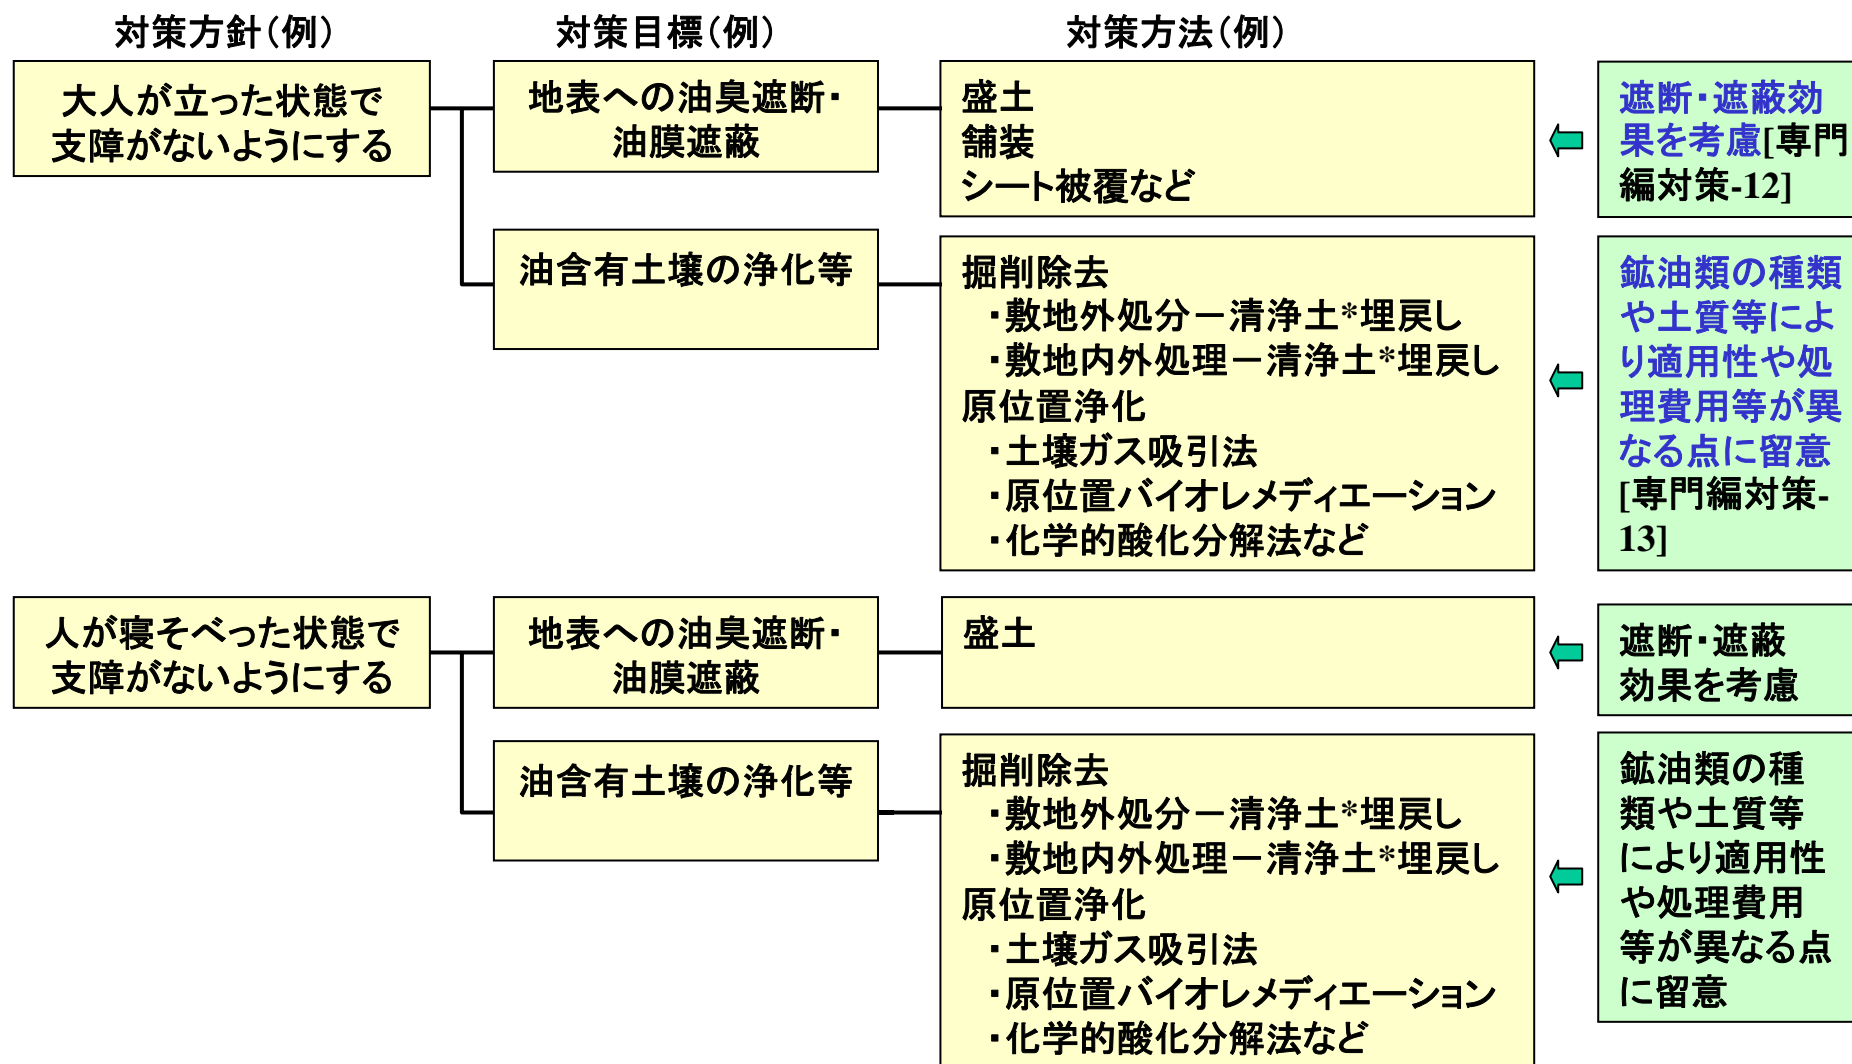 対策方針(例)
対策目標(例)
対策方法(例)
大人が立った状態で
支障がないようにする
地表への油臭遮断・
油膜遮蔽
盛土
舗装
シート被覆など
遮断・遮蔽効
果を考慮[専門
編対策-12]
油含有土壌の浄化等
掘削除去
・敷地外処分－清浄土*埋戻し
・敷地内外処理－清浄土*埋戻し
原位置浄化
・土壌ガス吸引法
・原位置バイオレメディエーション
・化学的酸化分解法など
鉱油類の種類
や土質等によ
り適用性や処
理費用等が異
なる点に留意
[専門編対策-
13]
人が寝そべった状態で
支障がないようにする
地表への油臭遮断・
油膜遮蔽
盛土
遮断・遮蔽
効果を考慮
油含有土壌の浄化等
掘削除去
・敷地外処分－清浄土*埋戻し
・敷地内外処理－清浄土*埋戻し
原位置浄化
・土壌ガス吸引法
・原位置バイオレメディエーション
・化学的酸化分解法など
鉱油類の種
類や土質等
により適用性
や処理費用
等が異なる点
に留意